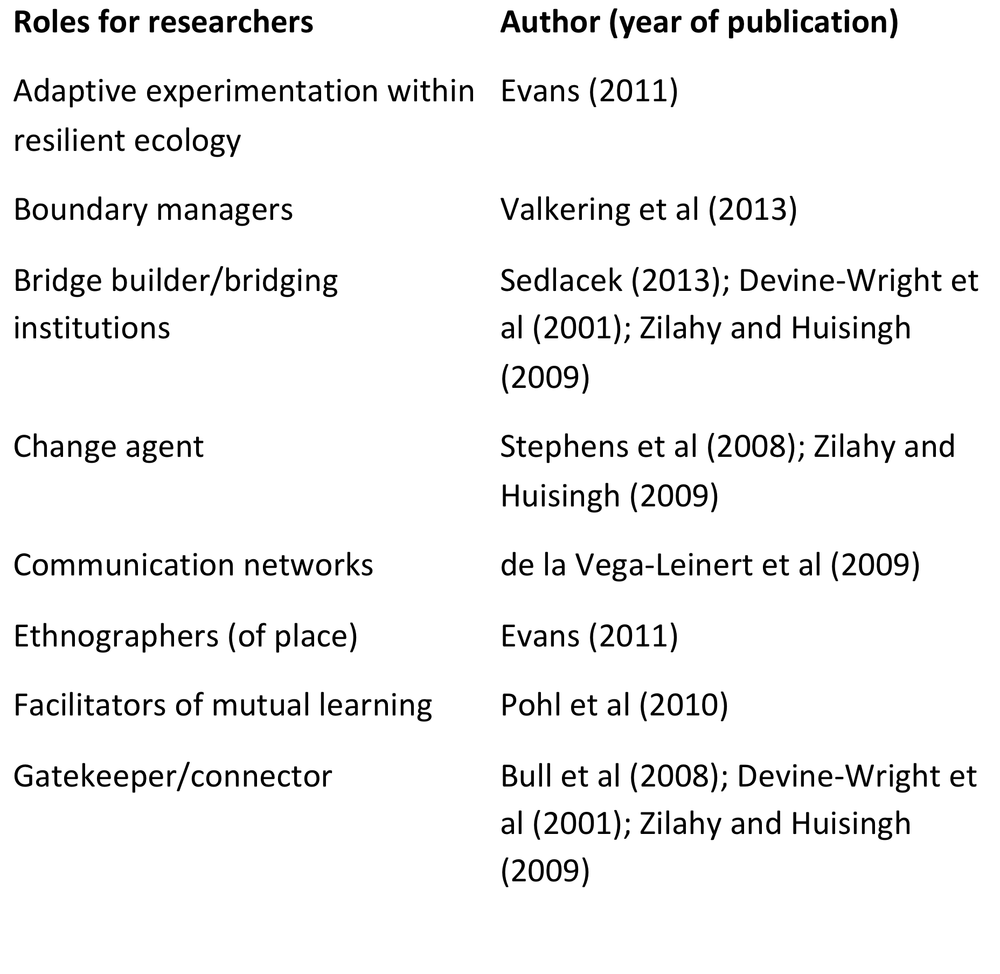 Roles for researchers Author (year of publication)
Adaptive experimentation within Evans (2011)
resilient ecology
Boundary managers Valkering et al (2013)
Bridge builder/bridging Sedlacek (2013); Devine-Wright et
institutions al (2001); Zilahy and Huisingh
(2009)
Change agent Stephens et al (2008); Zilahy and
Huisingh (2009)
Communication networks de la Vega-Leinert et al (2009)
Ethnographers (of place) Evans (2011)
Facilitators of mutual learning Pohl et al (2010)
Gatekeeper/connector Bull et al (2008); Devine-Wright et
al (2001); Zilahy and Huisingh
(2009)